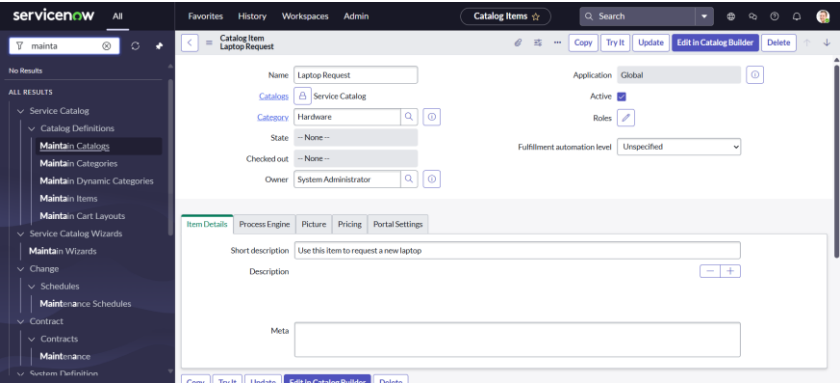 servicenow All Favorites History Workspaces Admin Catalog Items ☆ Search
mainta
No Results
ALL RESULTS
Service Catalog
Catalog Definitions
Maintain Catalogs
Maintain Categories
Maintain Dynamic Categories
Maintain Items
Maintain Cart Layouts
Service Catalog Wizards
Maintain Wizards
Change
Schedules
Maintenance Schedules
Contract
Contracts
Maintenance
System Definition
Catalog Item
Laptop Request
Copy Try It Update Edit in Catalog Builder Delete
Name Laptop Request
Catalogs Service Catalog
Category Hardware
State -- None --
Checked out -- None --
Owner System Administrator
Application Global
Active
Roles
Fulfillment automation level Unspecified
Item Details Process Engine Picture Pricing Portal Settings
Short description Use this item to request a new laptop
Description
Meta
Copy Try It Update Edit in Catalog Builder Delete